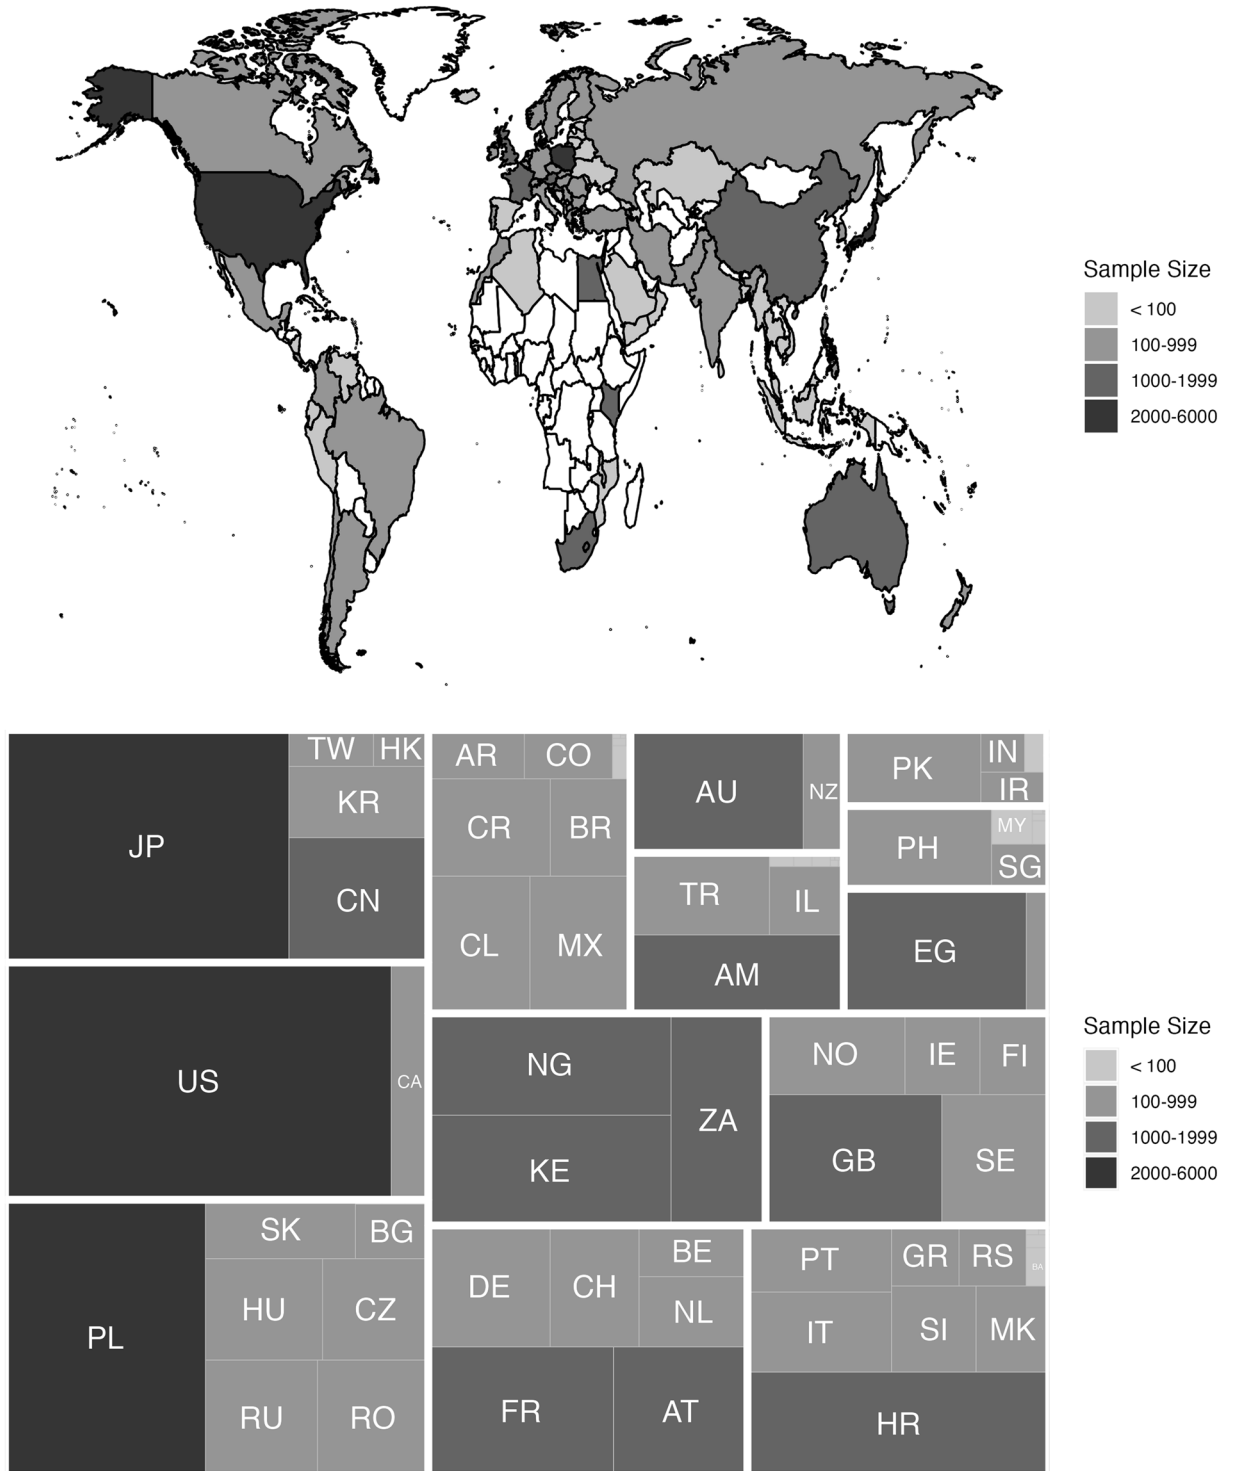 Sample Size
< 100
100-999
1000-1999
2000-6000
TW HK AR CO IN
PK
KR AU NZ IR
JP CR BR MY
PH
SG
CN TR IL
CL MX EG
AM
NG NO IE FI
Sample Size
US CA < 100
ZA 100-999
KE GB SE 1000-1999
2000-6000
SK BG BE PT GR RS
BA
DE CH
HU CZ NL IT SI MK
PL
RU RO FR AT HR